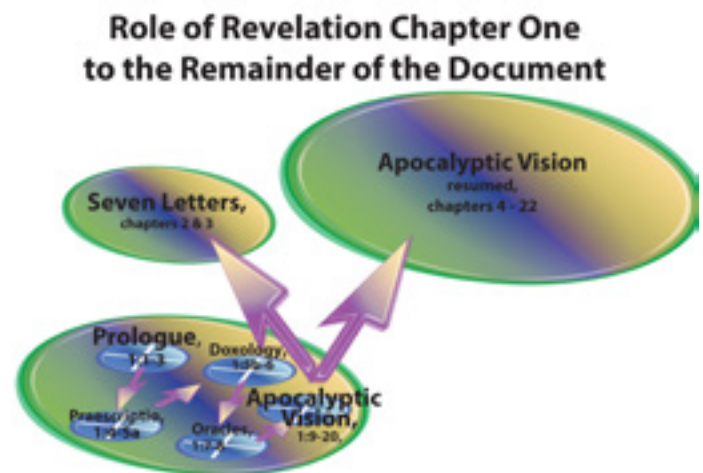 Role of Revelation Chapter One
to the Remainder of the Document
Apocalyptic Vision
resumed,
chapters 4 - 22
Seven Letters,
chapters 2 & 3
Prologue,
1:1-3
Doxology,
Praescriptio,
1:4-5a
Oracles,
1:7-8
Apocalyptic
Vision,
1:9-20,